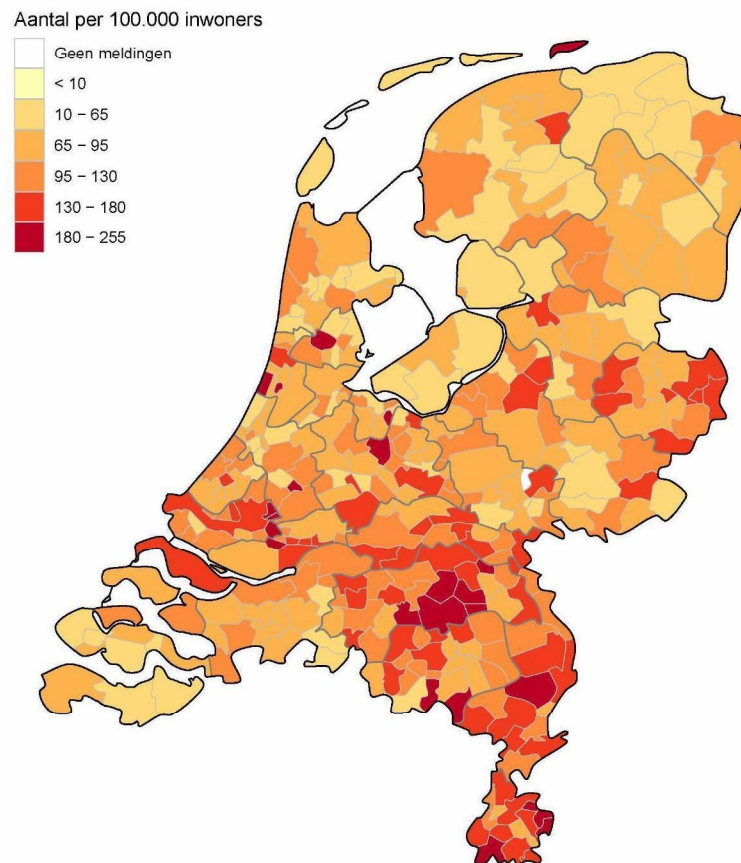 Aantal per 100.000 inwoners
Geen meldingen
< 10
10 − 65
65 − 95
95 − 130
130 − 180
180 − 255